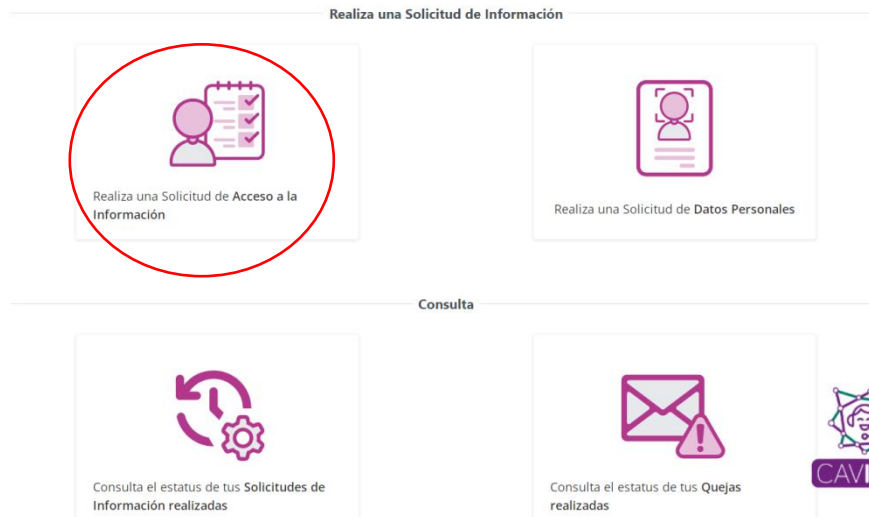 Realiza una Solicitud de Información
Realiza una Solicitud de Acceso a la
Información
Realiza una Solicitud de Datos Personales
Consulta
Consulta el estatus de tus Solicitudes de
Información realizadas
Consulta el estatus de tus Quejas
realizadas